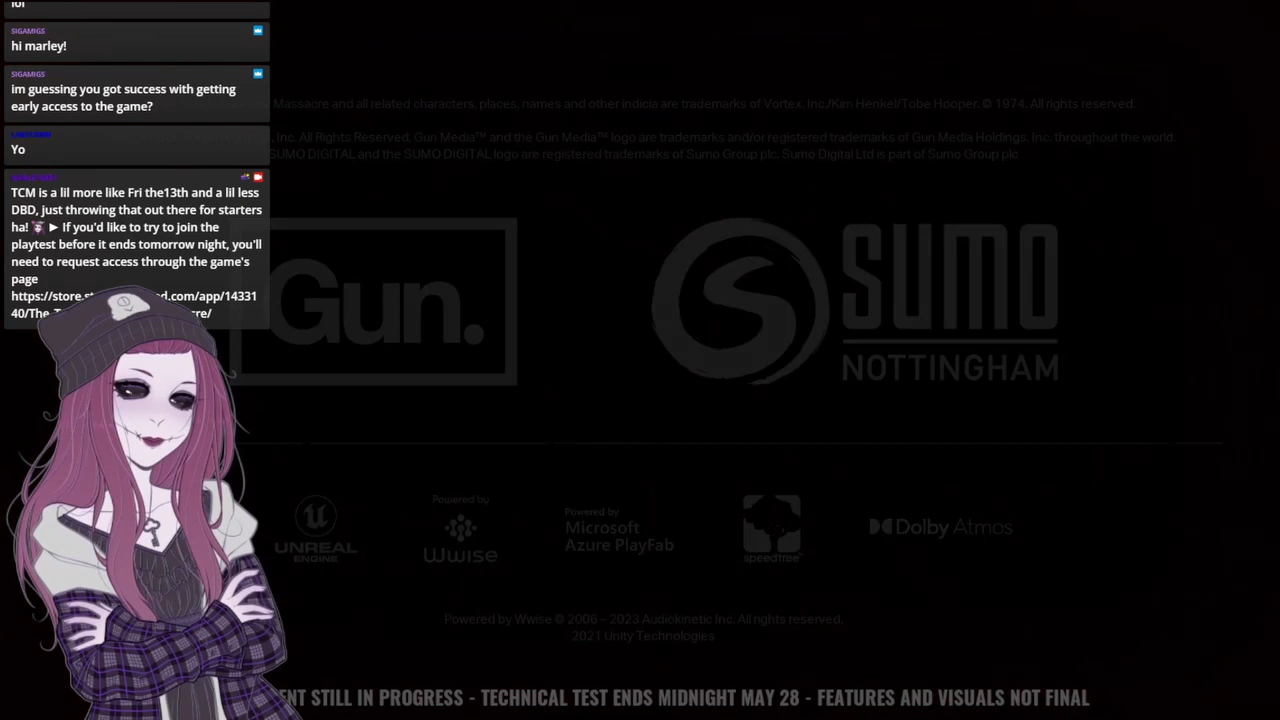 lol
SIGAMIGS
hi marley!
SIGAMIGS
im guessing you got success with getting
early access to the game?
Yo
TCM is a lil more like Fri the13th and a lil less
DBD, just throwing that out there for starters
ha! ► If you'd like to try to join the
playtest before it ends tomorrow night, you'll
need to request access through the game's
page
https://store.st d.com/app/14331
40/The_T cre/
Massacre and all related characters, places, names and other indicia are trademarks of Vortex, Inc./Kim Henkel/Tobe Hooper. © 1974. All rights reserved.
, Inc. All Rights Reserved, Gun Media™ and the Gun Media™ logo are trademarks and/or registered trademarks of Gun Media Holdings, Inc. throughout the world.
SUMO DIGITAL and the SUMO DIGITAL logo are registered trademarks of Sumo Group plc. Sumo Digital Ltd is part of Sumo Group plc
Gun.
SUMO
NOTTINGHAM
UNREAL
ENGINE
Powered by
Wwise
Powered by
Microsoft
Azure PlayFab
speedtree™
Dolby Atmos
Powered by Wwise © 2006 – 2023 Audiokinetic Inc. All rights reserved.
2021 Unity Technologies
ENT STILL IN PROGRESS - TECHNICAL TEST ENDS MIDNIGHT MAY 28 - FEATURES AND VISUALS NOT FINAL